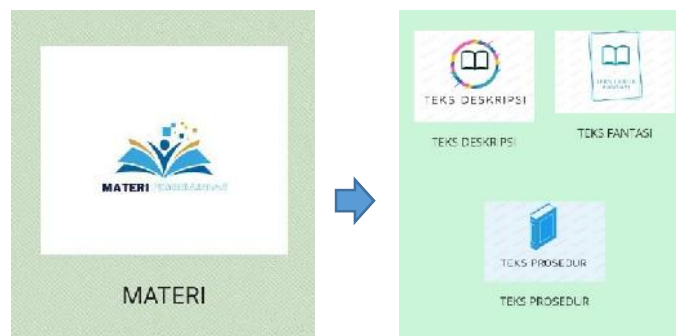 MATERI
MATERI
TEKS DESKRIPSI
TEKS DESKRIPSI
TEKS FANTASI
TEKS PROSEDUR
TEKS PROSEDUR